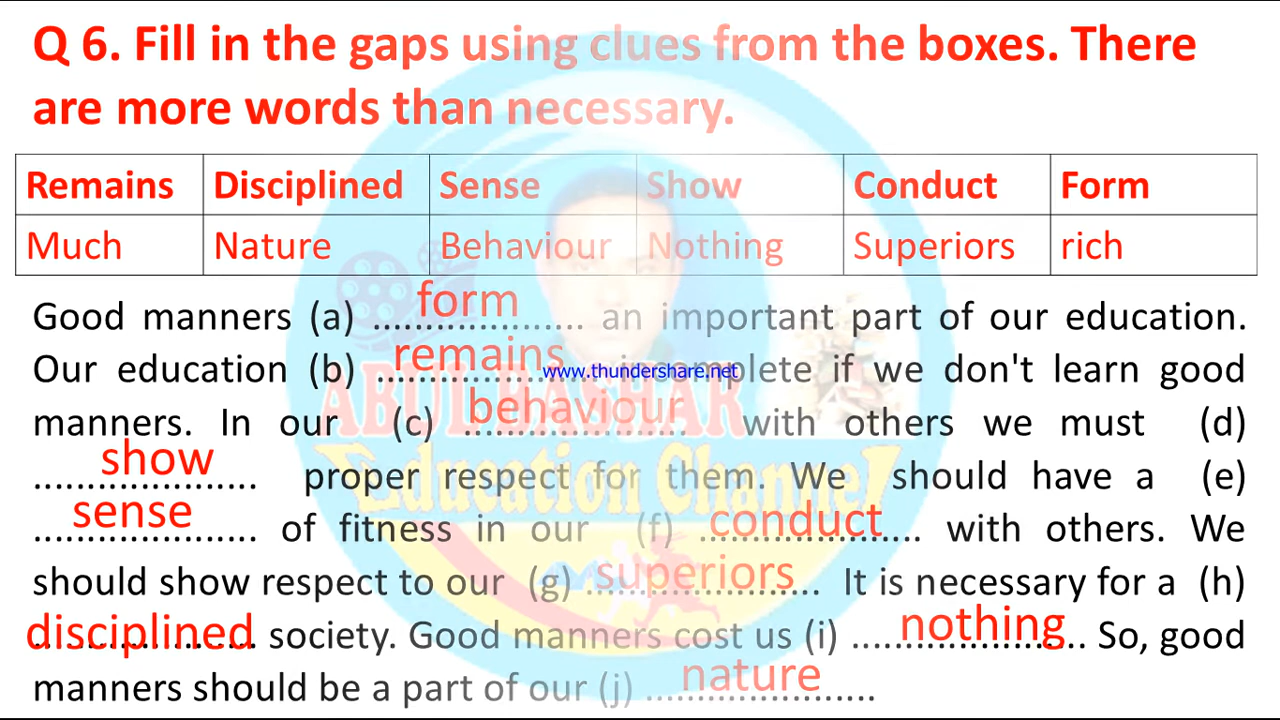 Q 6. Fill in the gaps using clues from the boxes. There
are more words than necessary.
Remains Disciplined Sense Show Conduct Form
Much Nature Behaviour Nothing Superiors rich
Good manners (a) form an important part of our education.
Our education (b) remains incomplete if we don't learn good
www.thundershare.net
manners. In our (c) behaviour with others we must (d)
show proper respect for them. We should have a (e)
sense of fitness in our (f) conduct with others. We
should show respect to our (g) superiors It is necessary for a (h)
disciplined society. Good manners cost us (i) nothing So, good
manners should be a part of our (j) nature
ABUL BASHAR
Education Channel